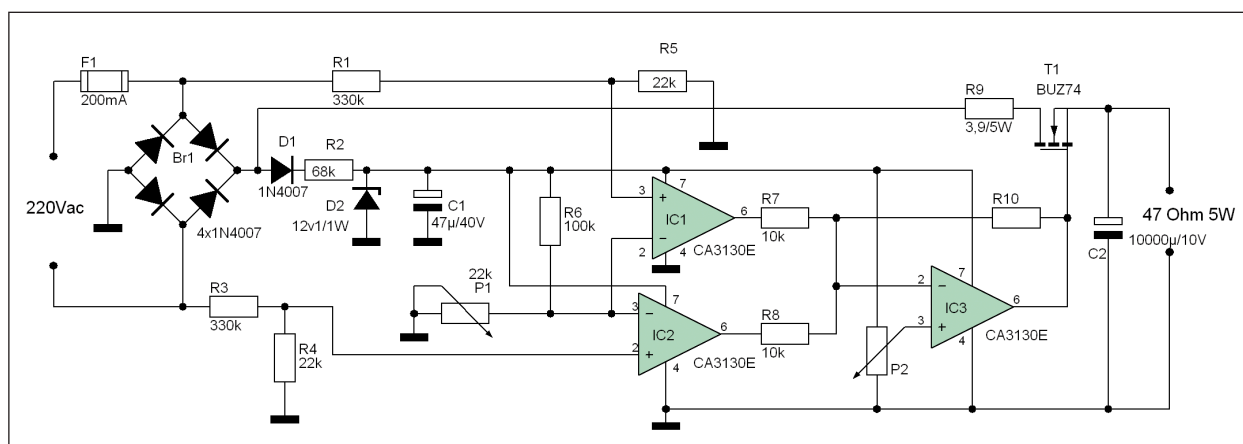 F1
200mA
R1
330k
R5
22k
T1
BUZ74
R9
3,9/5W
Br1
4x1N4007
D1
1N4007
R2
68k
D2
12v1/1W
C1
47µ/40V
R6
100k
3
+
7
IC1
−
2
4
6
CA3130E
R7
10k
R10
220Vac
47 Ohm 5W
10000µ/10V
C2
22k
P1
3
−
7
IC2
2
+
4
6
CA3130E
R8
10k
2
−
7
IC3
3
+
4
6
CA3130E
P2
R3
330k
R4
22k